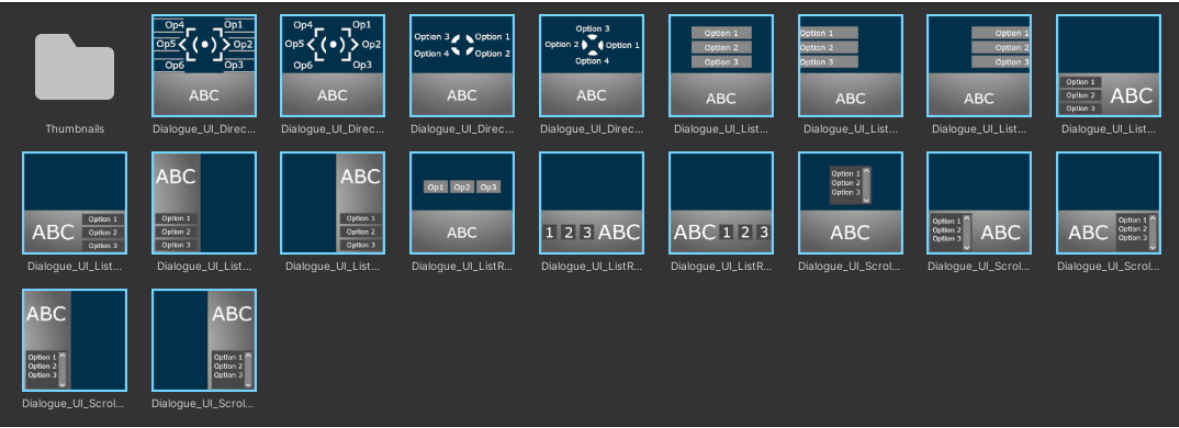 Op4 Op1
Op5 Op2
Op6 Op3
ABC
Op4 Op1
Op5 Op2
Op6 Op3
ABC
Option 3 Option 1
Option 4 Option 2
ABC
Option 3
Option 2 Option 1
Option 4
ABC
Option 1
Option 2
Option 3
ABC
Option 1
Option 2
Option 3
ABC
Option 1
Option 2
Option 3
ABC
Option 1
Option 2
Option 3
ABC
Thumbnails
Dialogue_UI_Direc...
Dialogue_UI_Direc...
Dialogue_UI_Direc...
Dialogue_UI_Direc...
Dialogue_UI_List...
Dialogue_UI_List...
Dialogue_UI_List...
Dialogue_UI_List...
ABC
Option 1
Option 2
Option 3
ABC
Option 1
Option 2
Option 3
ABC
Option 1
Option 2
Option 3
Op1 Op2 Op3
ABC
1 2 3 ABC
ABC 1 2 3
Option 1
Option 2
Option 3
ABC
Option 1
Option 2
Option 3
ABC
ABC
Option 1
Option 2
Option 3
Dialogue_UI_List...
Dialogue_UI_List...
Dialogue_UI_List...
Dialogue_UI_ListR...
Dialogue_UI_ListR...
Dialogue_UI_ListR...
Dialogue_UI_Scrol...
Dialogue_UI_Scrol...
Dialogue_UI_Scrol...
ABC
Option 1
Option 2
Option 3
ABC
Option 1
Option 2
Option 3
Dialogue_UI_Scrol...
Dialogue_UI_Scrol...